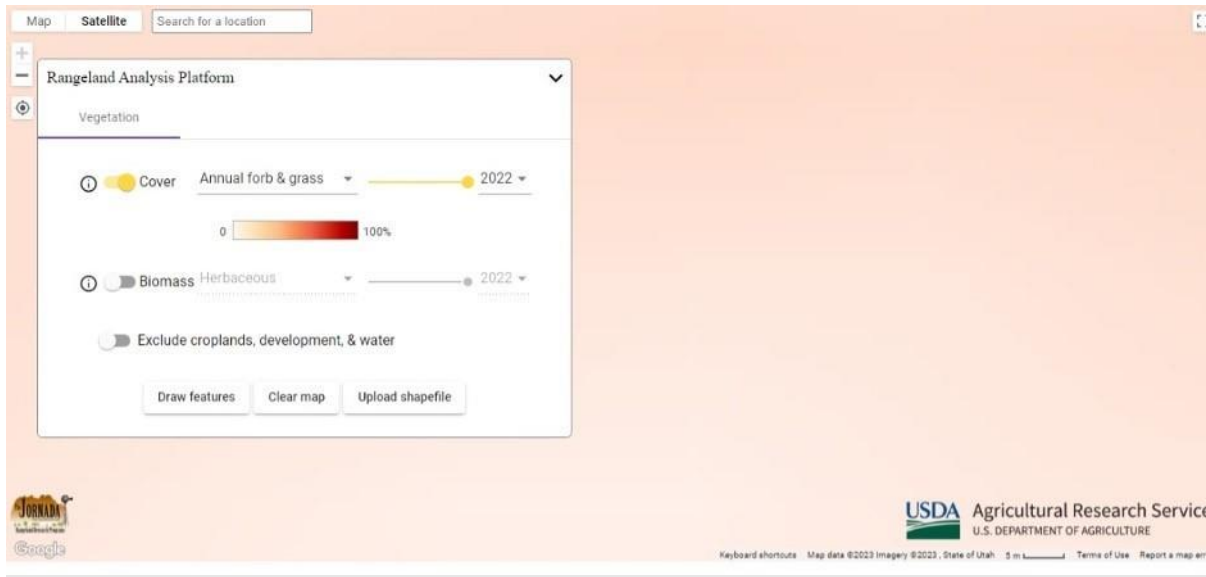 Map Satellite Search for a location
Rangeland Analysis Platform
Vegetation
Cover Annual forb & grass 2022
0 100%
Biomass Herbaceous 2022
Exclude croplands, development, & water
Draw features Clear map Upload shapefile
JORNADA
USDA Agricultural Research Service
U.S. DEPARTMENT OF AGRICULTURE
Google
Keyboard shortcuts Map data ©2023 Imagery ©2023 , State of Utah 5 m Terms of Use Report a map err